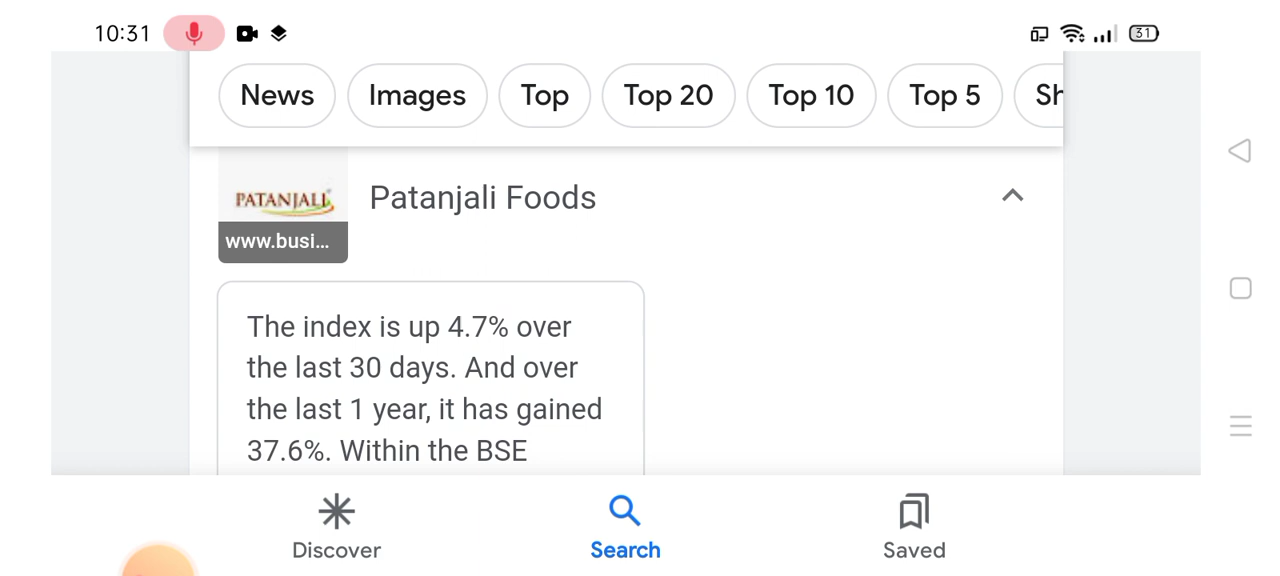 10:31
31
News
Images
Top
Top 20
Top 10
Top 5
Sh
PATANJALI
www.busi...
Patanjali Foods
The index is up 4.7% over
the last 30 days. And over
the last 1 year, it has gained
37.6%. Within the BSE
Discover
Search
Saved